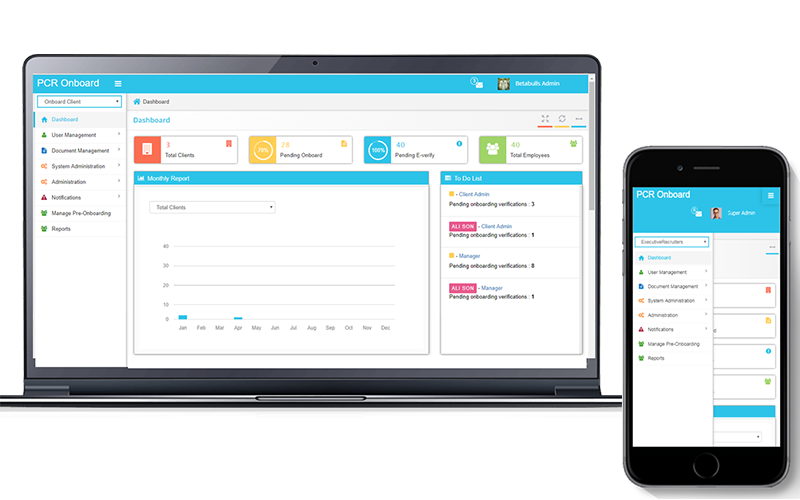 PCR Onboard
3
Betabulls Admin
Onboard Client
Dashboard
User Management
Document Management
System Administration
Administration
Notifications
Manage Pre-Onboarding
Reports
Dashboard
Dashboard
3
Total Clients
70%
28
Pending Onboard
100%
40
Pending E-verify
40
Total Employees
Monthly Report
Total Clients
40
30
20
10
0
Jan Feb Mar Apr May Jun Jul Aug Sep Oct Nov Dec
To Do List
- Client Admin
Pending onboarding verifications : 3
ALI SON - Client Admin
Pending onboarding verifications : 1
- Manager
Pending onboarding verifications : 8
ALI SON - Manager
Pending onboarding verifications : 1
PCR Onboard
Super Admin
ExecutiveRecruiters
Dashboard
User Management
Document Management
System Administration
Administration
Notifications
Manage Pre-Onboarding
Reports